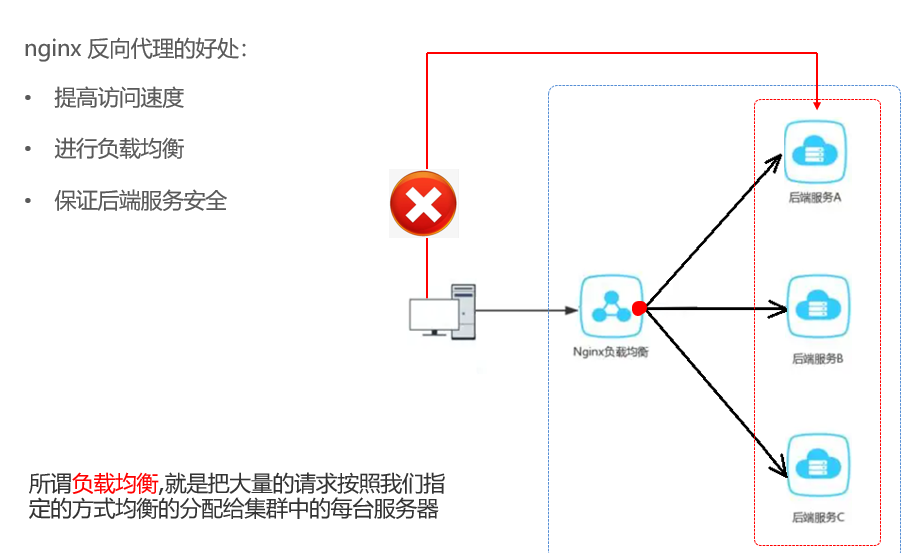 nginx 反向代理的好处：
• 提高访问速度
• 进行负载均衡
• 保证后端服务安全
后端服务A
Nginx负载均衡
后端服务B
后端服务C
所谓负载均衡,就是把大量的请求按照我们指
定的方式均衡的分配给集群中的每台服务器